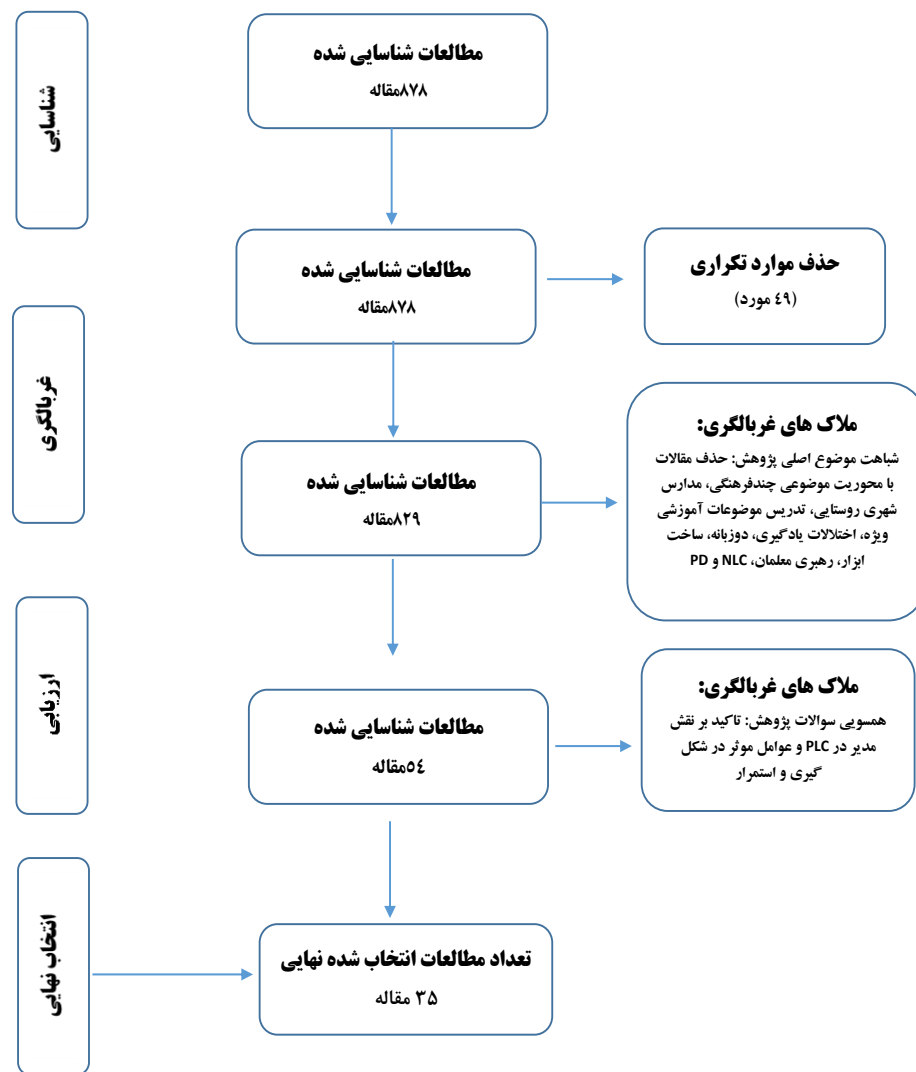 شناسایی
مطالعات شناسایی شده
۸۷۸مقاله
مطالعات شناسایی شده
۸۷۸مقاله
حذف موارد تکراری
(٤٩ مورد)
غربالگری
مطالعات شناسایی شده
۸۲۹مقاله
ملاک های غربالگری:
شباهت موضوع اصلی پژوهش: حذف مقالات
با محوریت موضوعی چندفرهنگی، مدارس
شهری روستایی، تدریس موضوعات آموزشی
ویژه، اختلالات یادگیری، دوزبانه، ساخت
ابزار، رهبری معلمان، NLC و PD
ارزیابی
مطالعات شناسایی شده
٥٤مقاله
ملاک های غربالگری:
همسویی سوالات پژوهش: تاکید بر نقش
مدیر در PLC و عوامل موثر در شکل
گیری و استمرار
انتخاب نهایی
تعداد مطالعات انتخاب شده نهایی
۳۵ مقاله